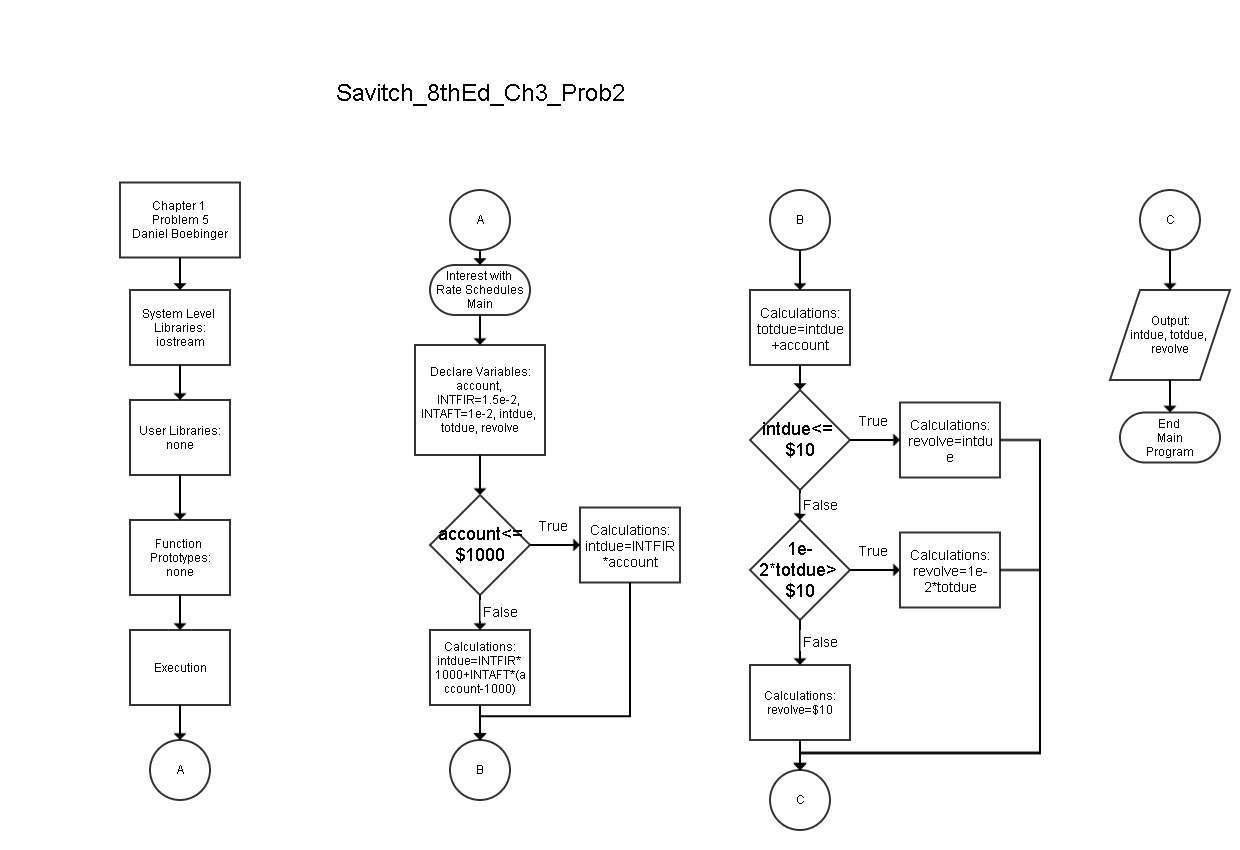 Savitch_8thEd_Ch3_Prob2
Chapter 1
Problem 5
Daniel Boebinger
System Level
Libraries:
iostream
User Libraries:
none
Function
Prototypes:
none
Execution
A
A
Interest with
Rate Schedules
Main
Declare Variables:
account,
INTFIR=1.5e-2,
INTAFT=1e-2, intdue,
totdue, revolve
account<=
$1000
True
Calculations:
intdue=INTFIR
*account
False
Calculations:
intdue=INTFIR*
1000+INTAFT*(a
ccount-1000)
B
B
Calculations:
totdue=intdue
+account
intdue<=
$10
True
Calculations:
revolve=intdu
e
False
1e-
2*totdue>
$10
True
Calculations:
revolve=1e-
2*totdue
False
Calculations:
revolve=$10
C
C
Output:
intdue, totdue,
revolve
End
Main
Program